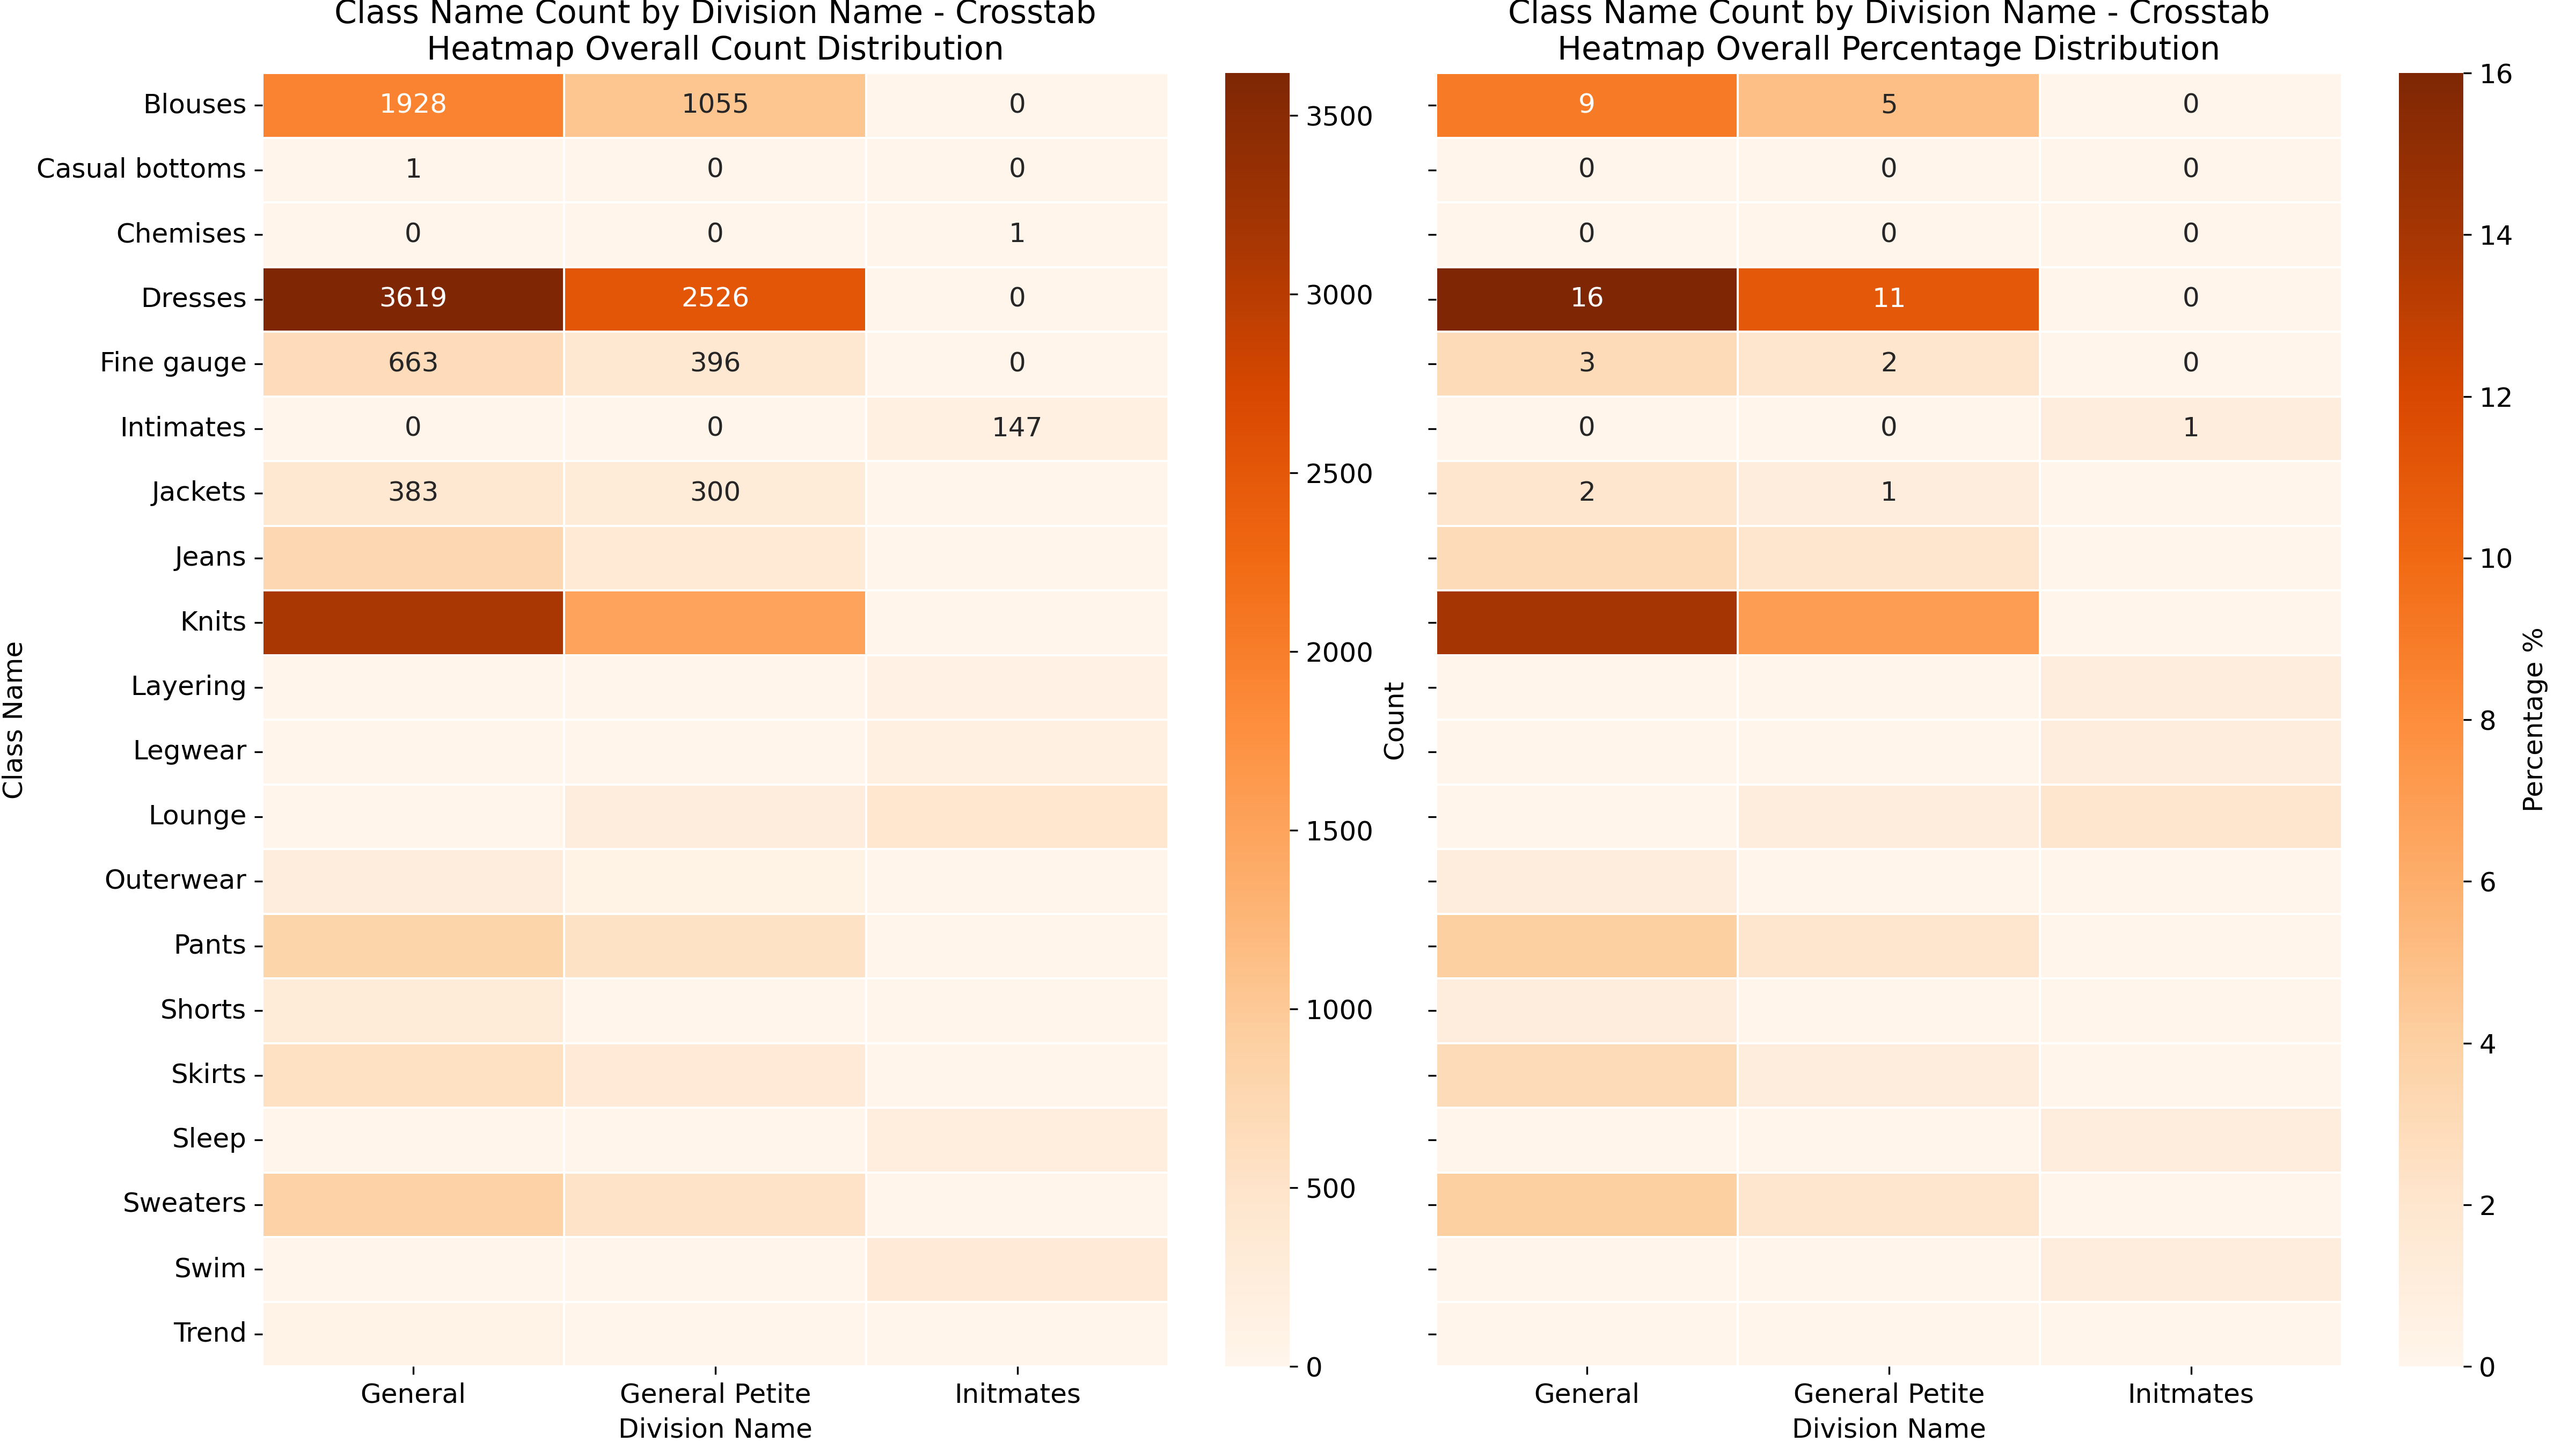 Class Name Count by Division Name - Crosstab
Heatmap Overall Count Distribution
Class Name
Blouses 1928 1055 0
Casual bottoms 1 0 0
Chemises 0 0 1
Dresses 3619 2526 0
Fine gauge 663 396 0
Intimates 0 0 147
Jackets 383 300
Jeans
Knits
Layering
Legwear
Lounge
Outerwear
Pants
Shorts
Skirts
Sleep
Sweaters
Swim
Trend
General General Petite Initmates
Division Name
3500
3000
2500
2000
1500
1000
500
0
Count
Class Name Count by Division Name - Crosstab
Heatmap Overall Percentage Distribution
9 5 0
0 0 0
0 0 0
16 11 0
3 2 0
0 0 1
2 1
General General Petite Initmates
Division Name
16
14
12
10
8
6
4
2
0
Percentage %